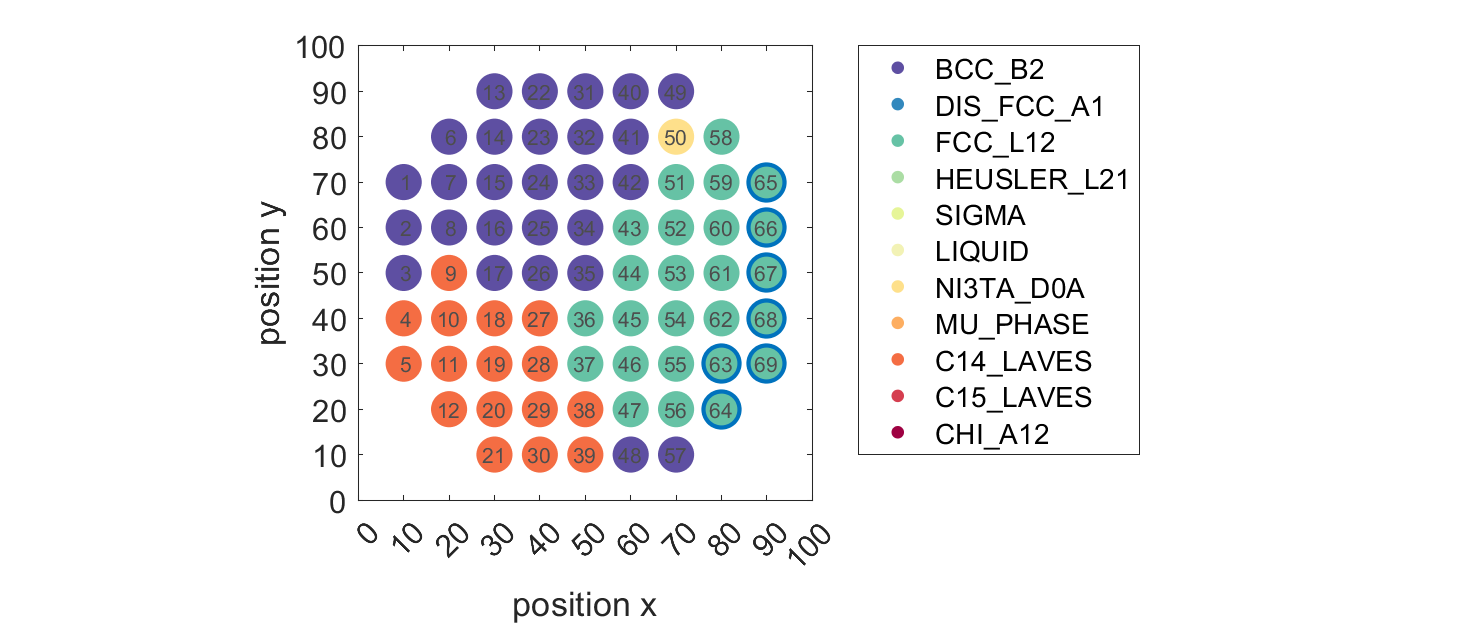 100
90
80
70
60
50
40
30
20
10
0
position y
13 22 31 40 49
6 14 23 32 41 50 58
1 7 15 24 33 42 51 59 65
2 8 16 25 34 43 52 60 66
3 9 17 26 35 44 53 61 67
4 10 18 27 36 45 54 62 68
5 11 19 28 37 46 55 63 69
12 20 29 38 47 56 64
21 30 39 48 57
0 10 20 30 40 50 60 70 80 90 100
position x
BCC_B2
DIS_FCC_A1
FCC_L12
HEUSLER_L21
SIGMA
LIQUID
NI3TA_D0A
MU_PHASE
C14_LAVES
C15_LAVES
CHI_A12